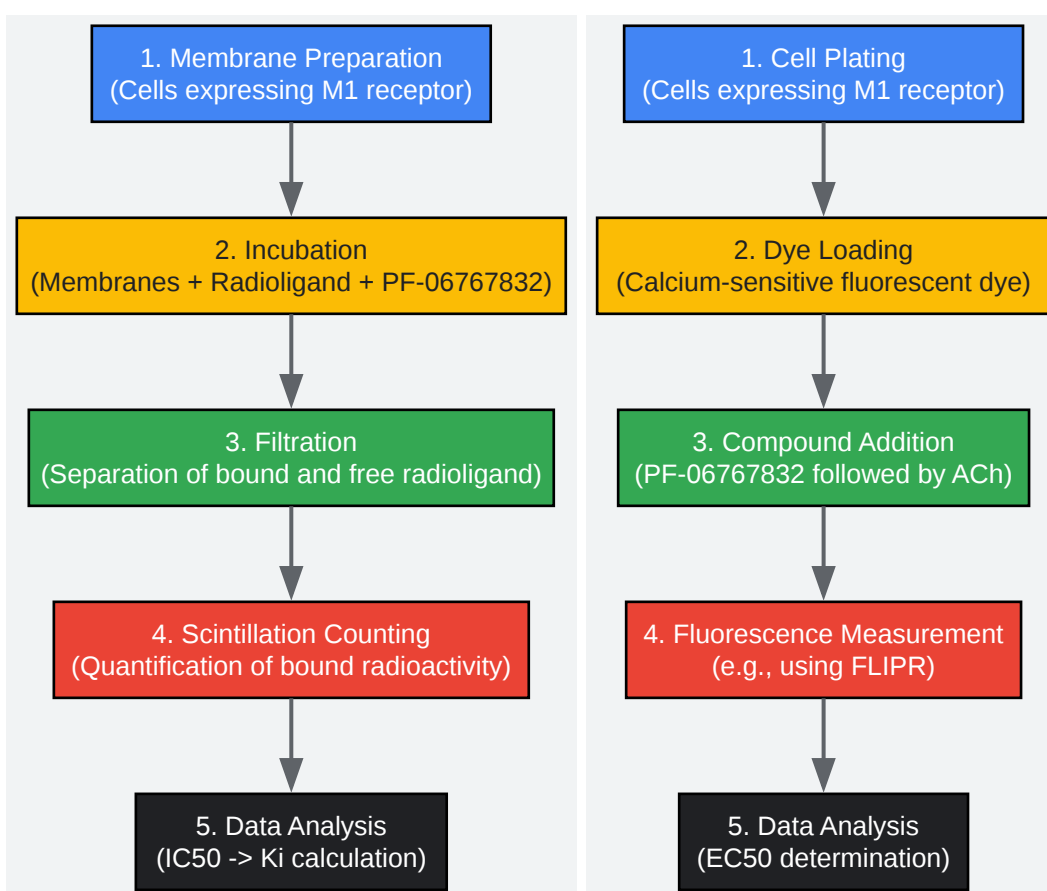 1. Membrane Preparation
(Cells expressing M1 receptor)
2. Incubation
(Membranes + Radioligand + PF-06767832)
3. Filtration
(Separation of bound and free radioligand)
4. Scintillation Counting
(Quantification of bound radioactivity)
5. Data Analysis
(IC50 -> Ki calculation)
1. Cell Plating
(Cells expressing M1 receptor)
2. Dye Loading
(Calcium-sensitive fluorescent dye)
3. Compound Addition
(PF-06767832 followed by ACh)
4. Fluorescence Measurement
(e.g., using FLIPR)
5. Data Analysis
(EC50 determination)